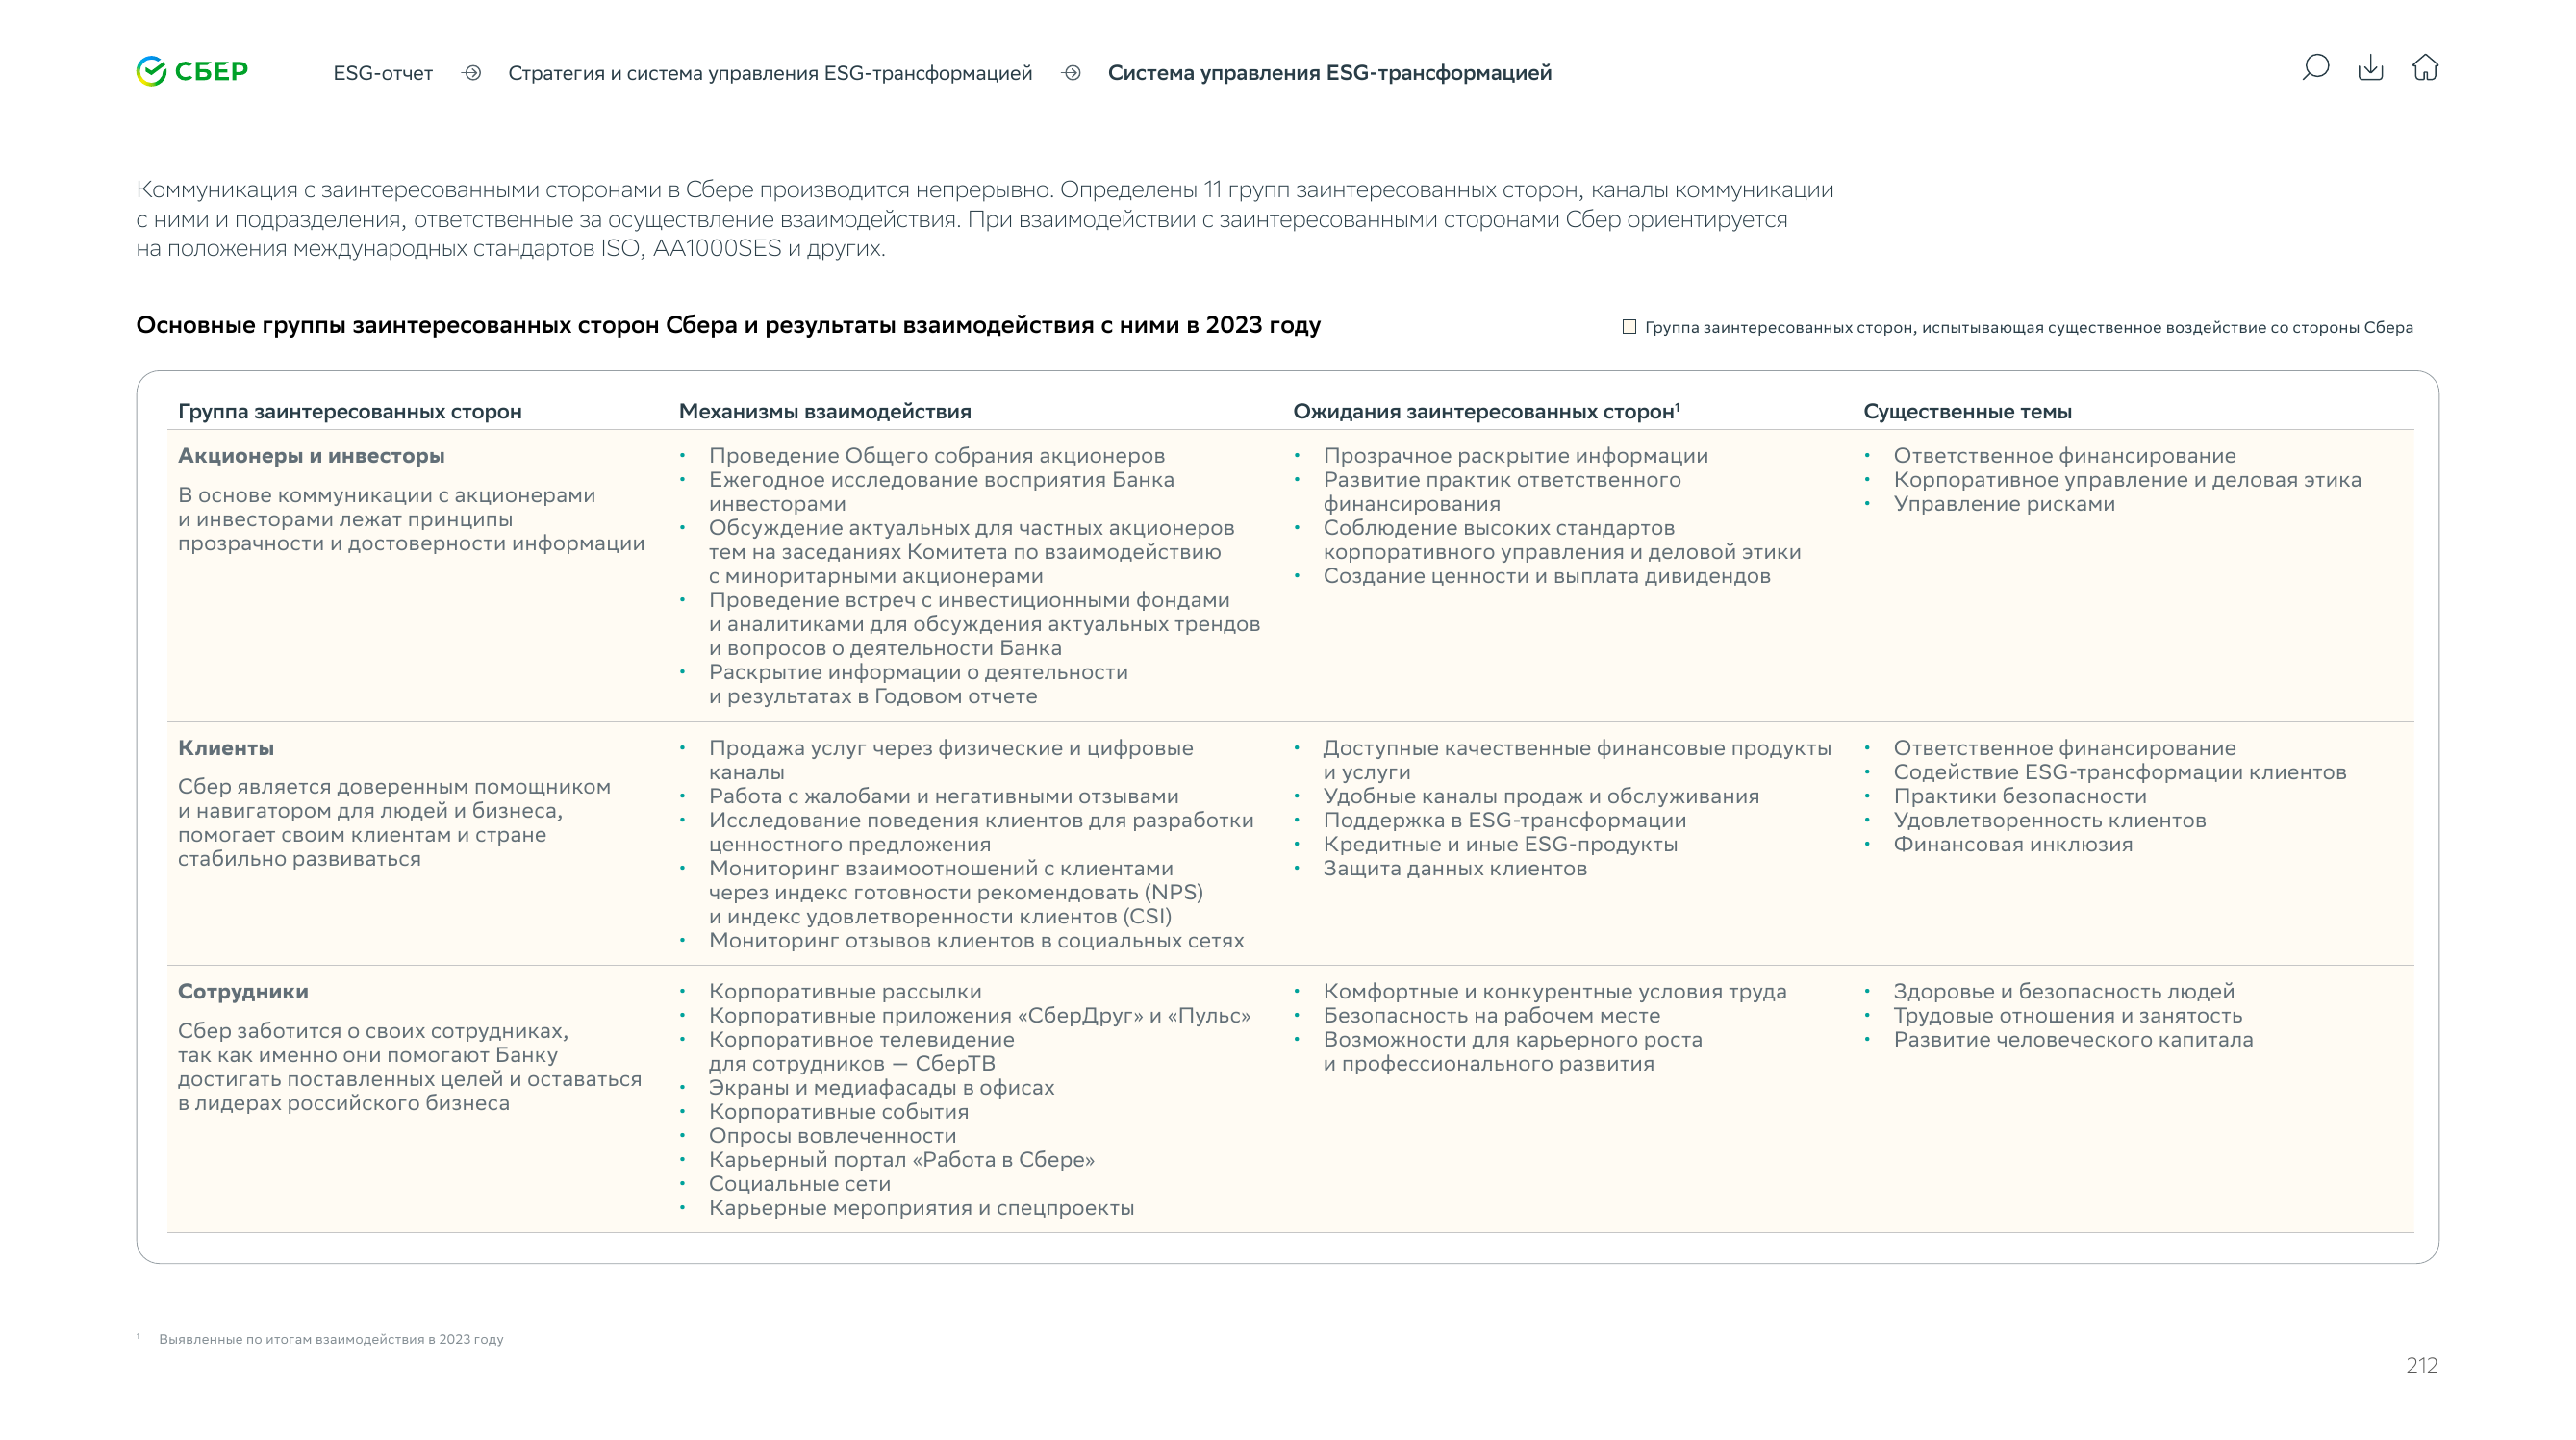 СБЕР
ESG-отчет
Стратегия и система управления ESG-трансформацией
Система управления ESG-трансформацией
Коммуникация с заинтересованными сторонами в Сбере производится непрерывно. Определены 11 групп заинтересованных сторон, каналы коммуникации
с ними и подразделения, ответственные за осуществление взаимодействия. При взаимодействии с заинтересованными сторонами Сбер ориентируется
на положения международных стандартов ISO, AA1000SES и других.
Основные группы заинтересованных сторон Сбера и результаты взаимодействия с ними в 2023 году
Группа заинтересованных сторон, испытывающая существенное воздействие со стороны Сбера
Группа заинтересованных сторон
Механизмы взаимодействия
Ожидания заинтересованных сторон¹
Существенные темы
Акционеры и инвесторы
В основе коммуникации с акционерами
и инвесторами лежат принципы
прозрачности и достоверности информации
• Проведение Общего собрания акционеров
• Ежегодное исследование восприятия Банка
инвесторами
• Обсуждение актуальных для частных акционеров
тем на заседаниях Комитета по взаимодействию
с миноритарными акционерами
• Проведение встреч с инвестиционными фондами
и аналитиками для обсуждения актуальных трендов
и вопросов о деятельности Банка
• Раскрытие информации о деятельности
и результатах в Годовом отчете
• Прозрачное раскрытие информации
• Развитие практик ответственного
финансирования
• Соблюдение высоких стандартов
корпоративного управления и деловой этики
• Создание ценности и выплата дивидендов
• Ответственное финансирование
• Корпоративное управление и деловая этика
• Управление рисками
Клиенты
Сбер является доверенным помощником
и навигатором для людей и бизнеса,
помогает своим клиентам и стране
стабильно развиваться
• Продажа услуг через физические и цифровые
каналы
• Работа с жалобами и негативными отзывами
• Исследование поведения клиентов для разработки
ценностного предложения
• Мониторинг взаимоотношений с клиентами
через индекс готовности рекомендовать (NPS)
и индекс удовлетворенности клиентов (CSI)
• Мониторинг отзывов клиентов в социальных сетях
• Доступные качественные финансовые продукты
и услуги
• Удобные каналы продаж и обслуживания
• Поддержка в ESG-трансформации
• Кредитные и иные ESG-продукты
• Защита данных клиентов
• Ответственное финансирование
• Содействие ESG-трансформации клиентов
• Практики безопасности
• Удовлетворенность клиентов
• Финансовая инклюзия
Сотрудники
Сбер заботится о своих сотрудниках,
так как именно они помогают Банку
достигать поставленных целей и оставаться
в лидерах российского бизнеса
• Корпоративные рассылки
• Корпоративные приложения «СберДруг» и «Пульс»
• Корпоративное телевидение
для сотрудников — СберТВ
• Экраны и медиафасады в офисах
• Корпоративные события
• Опросы вовлеченности
• Карьерный портал «Работа в Сбере»
• Социальные сети
• Карьерные мероприятия и спецпроекты
• Комфортные и конкурентные условия труда
• Безопасность на рабочем месте
• Возможности для карьерного роста
и профессионального развития
• Здоровье и безопасность людей
• Трудовые отношения и занятость
• Развитие человеческого капитала
¹ Выявленные по итогам взаимодействия в 2023 году
212